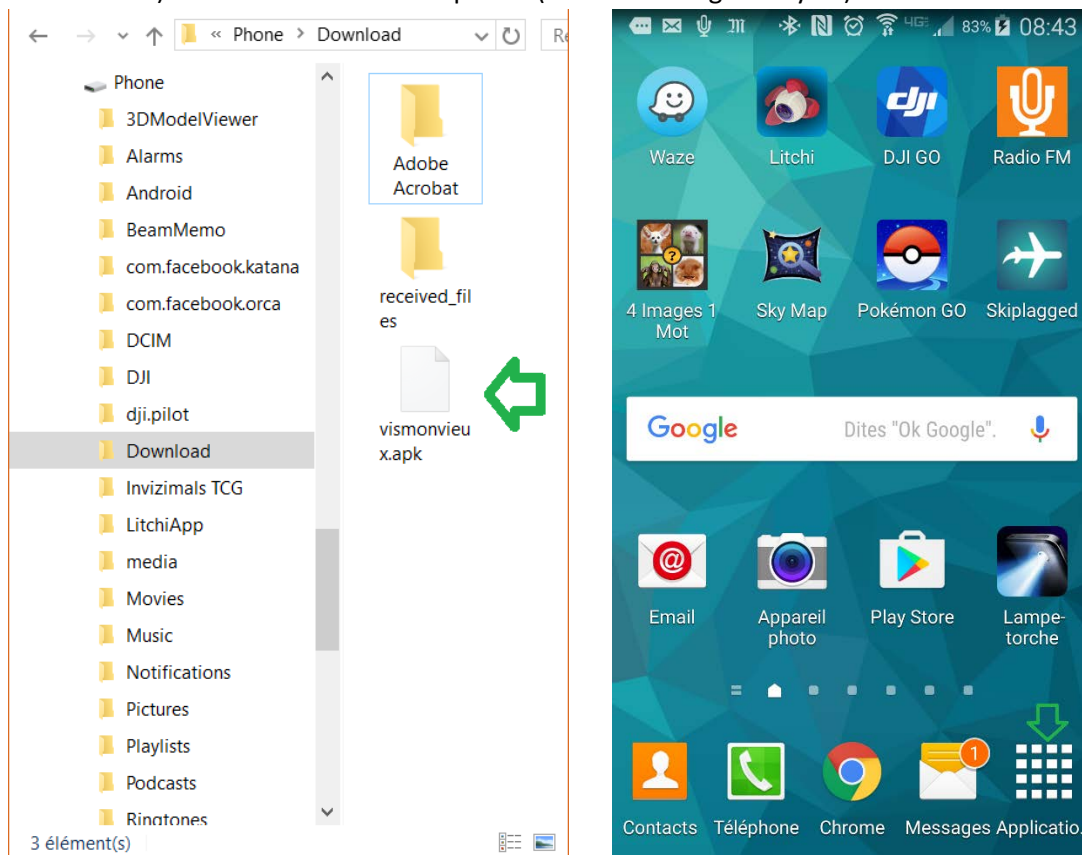 « Phone > Download
Phone
3DModelViewer
Alarms
Android
BeamMemo
com.facebook.katana
com.facebook.orca
DCIM
DJI
dji.pilot
Download
Invizimals TCG
LitchiApp
media
Movies
Music
Notifications
Pictures
Playlists
Podcasts
Ringtones
3 élément(s)
Adobe
Acrobat
received_fil
es
vismonvieu
x.apk
4G 83% 08:43
dji
Waze Litchi DJI GO Radio FM
4 Images 1
Mot
Sky Map Pokémon GO Skiplagged
Google Dites "Ok Google".
@
Email Appareil
photo
Play Store Lampe-
torche
1
Contacts Téléphone Chrome Messages Applicatio.